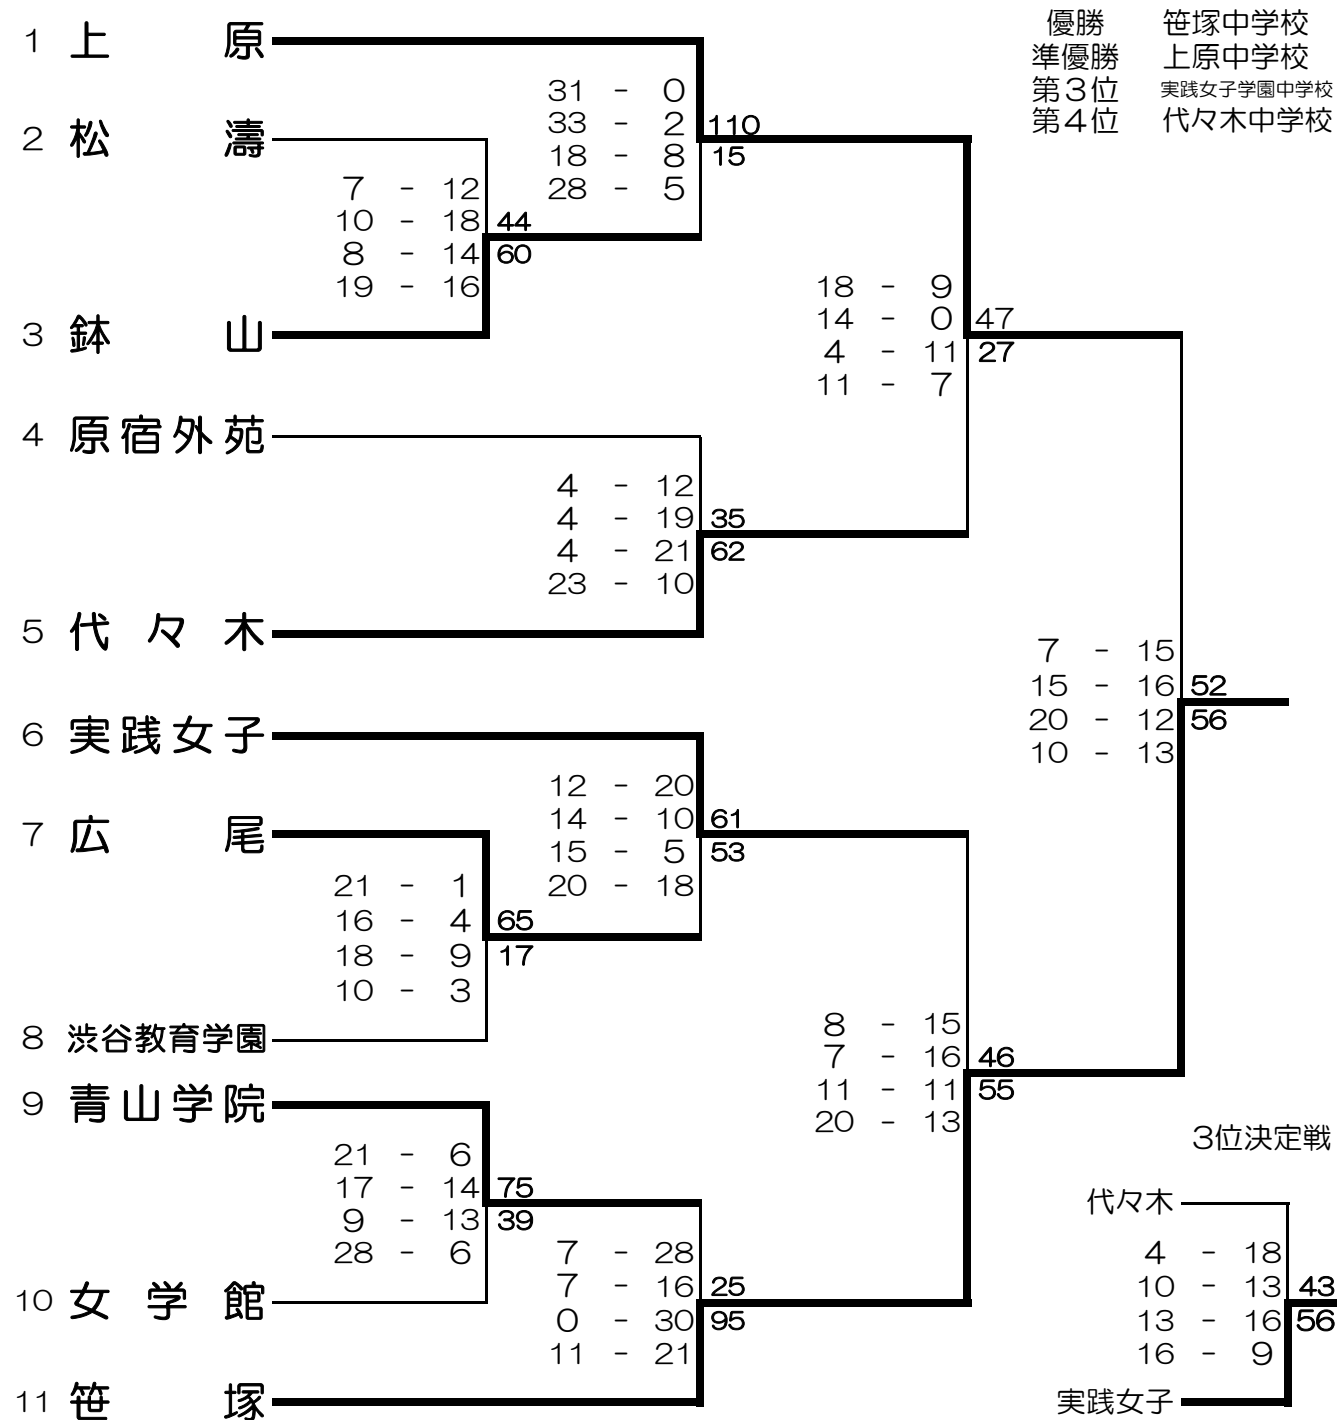 優勝 笹塚中学校
準優勝 上原中学校
第3位 実践女子学園中学校
第4位 代々木中学校
1 上原
31 - 0
33 - 2 110
18 - 8 15
28 - 5
2 松濤
7 - 12
10 - 18 44
8 - 14 60
19 - 16
3 鉢山
18 - 9
14 - 0 47
4 - 11 27
11 - 7
4 原宿外苑
4 - 12
4 - 19 35
4 - 21 62
23 - 10
5 代々木
7 - 15
15 - 16 52
20 - 12 56
10 - 13
6 実践女子
12 - 20
14 - 10 61
15 - 5 53
20 - 18
7 広尾
21 - 1
16 - 4 65
18 - 9 17
10 - 3
8 渋谷教育学園
8 - 15
7 - 16 46
11 - 11 55
20 - 13
9 青山学院
21 - 6
17 - 14 75
9 - 13 39
28 - 6
10 女学館
7 - 28
7 - 16 25
0 - 30 95
11 - 21
11 笹塚
3位決定戦
代々木
4 - 18
10 - 13 43
13 - 16 56
16 - 9
実践女子